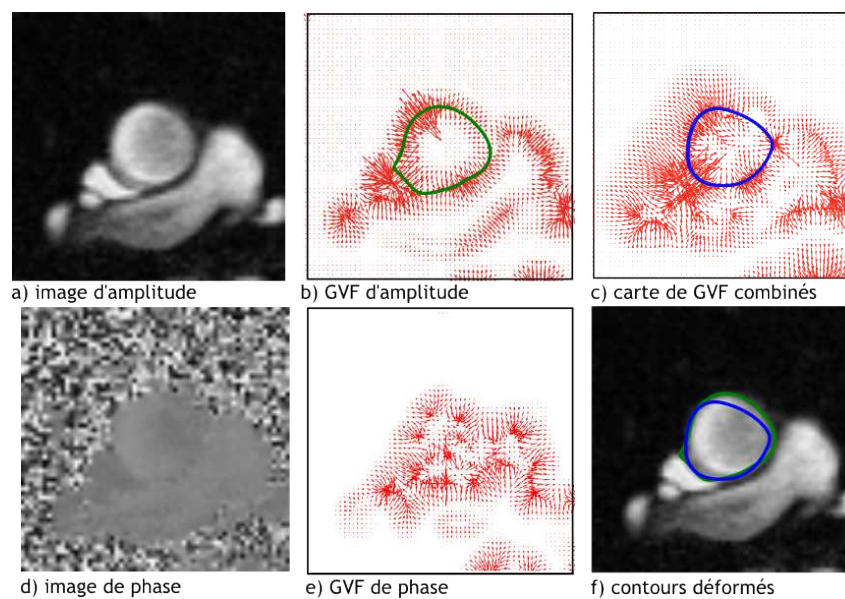 a) image d'amplitude
b) GVF d'amplitude
c) carte de GVF combinés
d) image de phase
e) GVF de phase
f) contours déformés